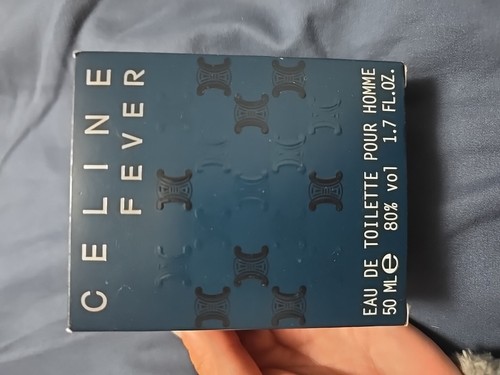 CELINE
FEVER
EAU DE TOILETTE POUR HOMME
50 ML e 80% vol 1.7 FL.OZ.